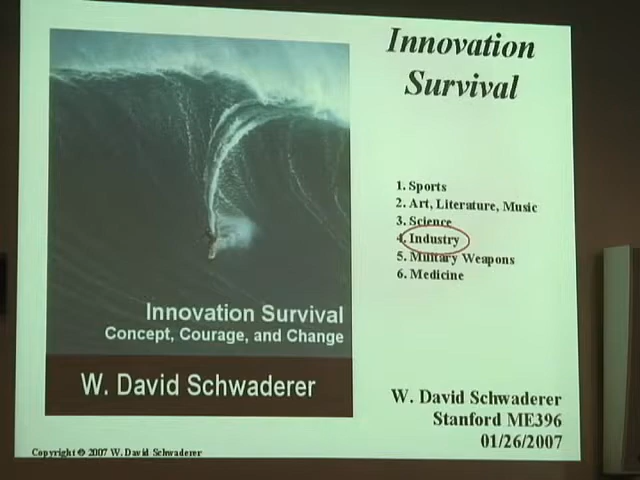 Innovation
Survival
1. Sports
2. Art, Literature, Music
3. Science
4. Industry
5. Military Weapons
6. Medicine
Innovation Survival
Concept, Courage, and Change
W. David Schwaderer
W. David Schwaderer
Stanford ME396
01/26/2007
Copyright © 2007 W. David Schwaderer